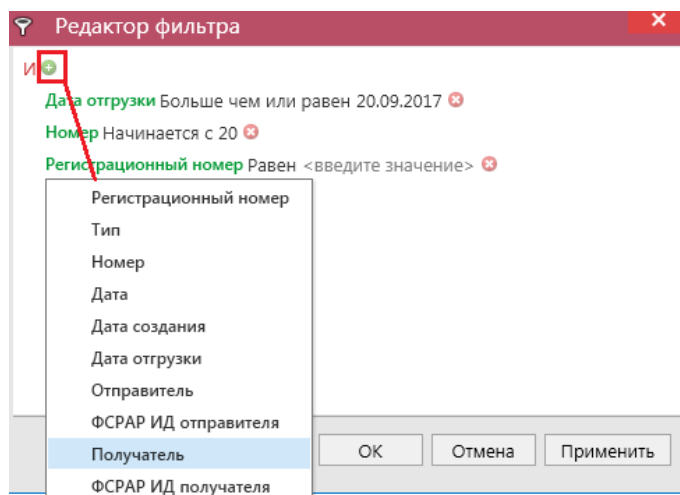 Редактор фильтра
И
Дата отгрузки Больше чем или равен 20.09.2017
Номер Начинается с 20
Регистрационный номер Равен <введите значение>
Регистрационный номер
Тип
Номер
Дата
Дата создания
Дата отгрузки
Отправитель
ФСРАР ИД отправителя
Получатель
ФСРАР ИД получателя
ОК Отмена Применить